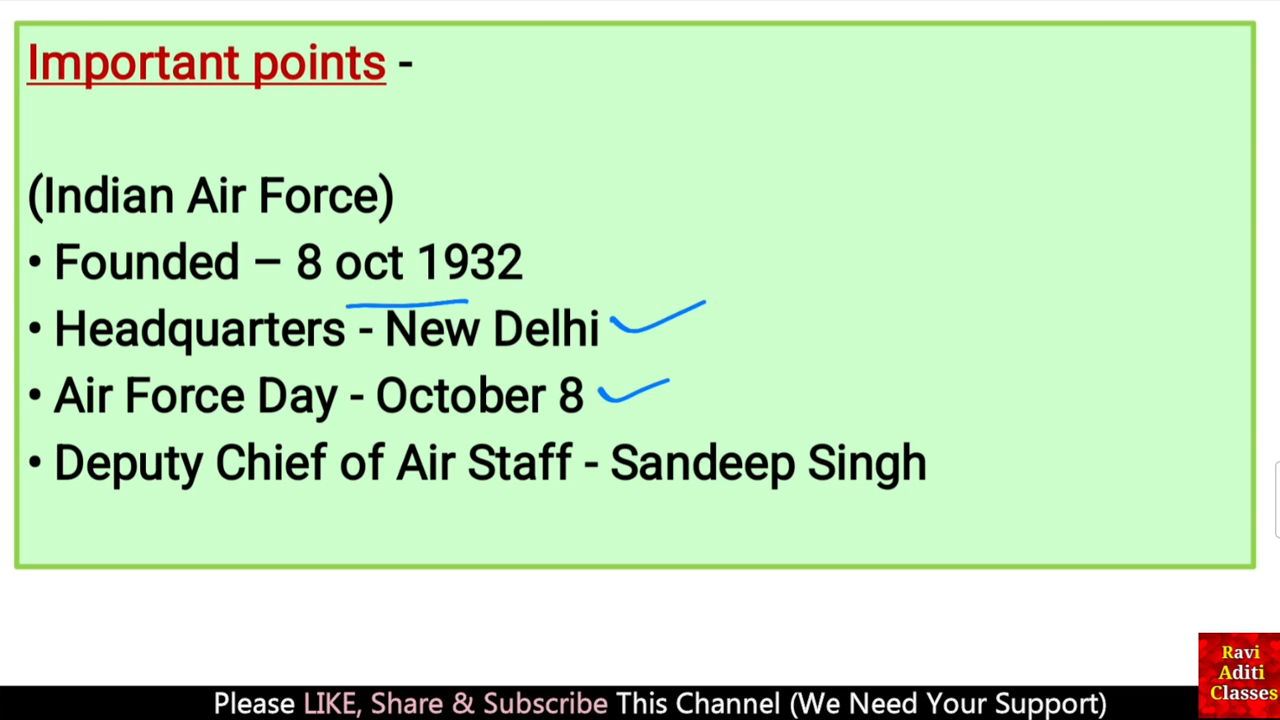 Important points -
(Indian Air Force)
• Founded – 8 oct 1932
• Headquarters - New Delhi
• Air Force Day - October 8
• Deputy Chief of Air Staff - Sandeep Singh
Ravi
Aditi
Classes
Please LIKE, Share & Subscribe This Channel (We Need Your Support)